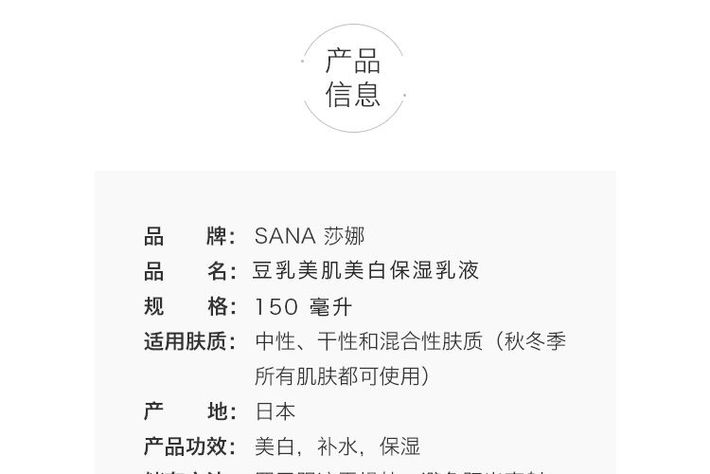 产品
信息
品 牌： SANA 莎娜
品 名： 豆乳美肌美白保湿乳液
规 格： 150 毫升
适用肤质： 中性、干性和混合性肤质（秋冬季
所有肌肤都可使用）
产 地： 日本
产品功效： 美白，补水，保湿